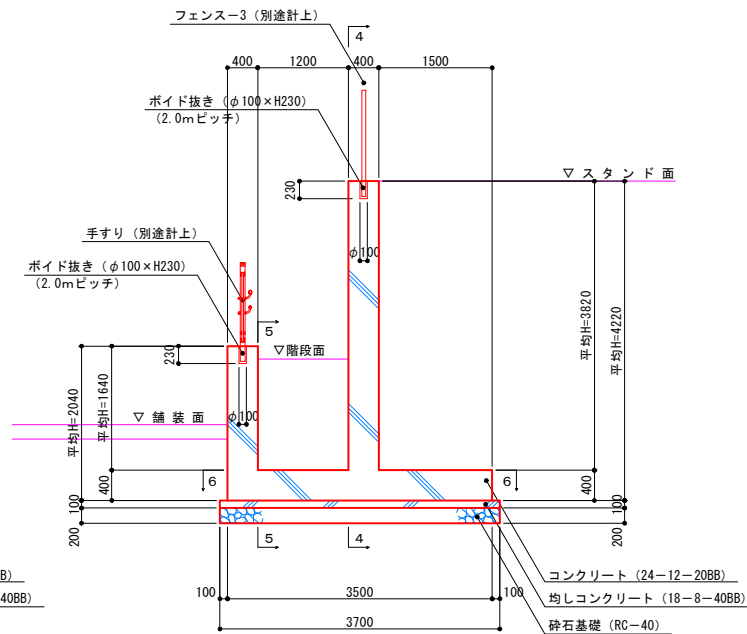 フェンス－3（別途計上）
4
400
1200
400
1500
ボイド抜き（φ100×H230）
（2.0mピッチ）
▽スタンド面
230
手すり（別途計上）
φ100
ボイド抜き（φ100×H230）
（2.0mピッチ）
5
▽階段面
230
平均H=3820
平均H=4220
平均H=2040
平均H=1640
▽舗装面
φ100
6
6
400
400
100
100
200
200
5
4
B)
40BB)
100
3500
100
3700
コンクリート（24－12－20BB）
均しコンクリート（18－8－40BB）
砕石基礎（RC－40）